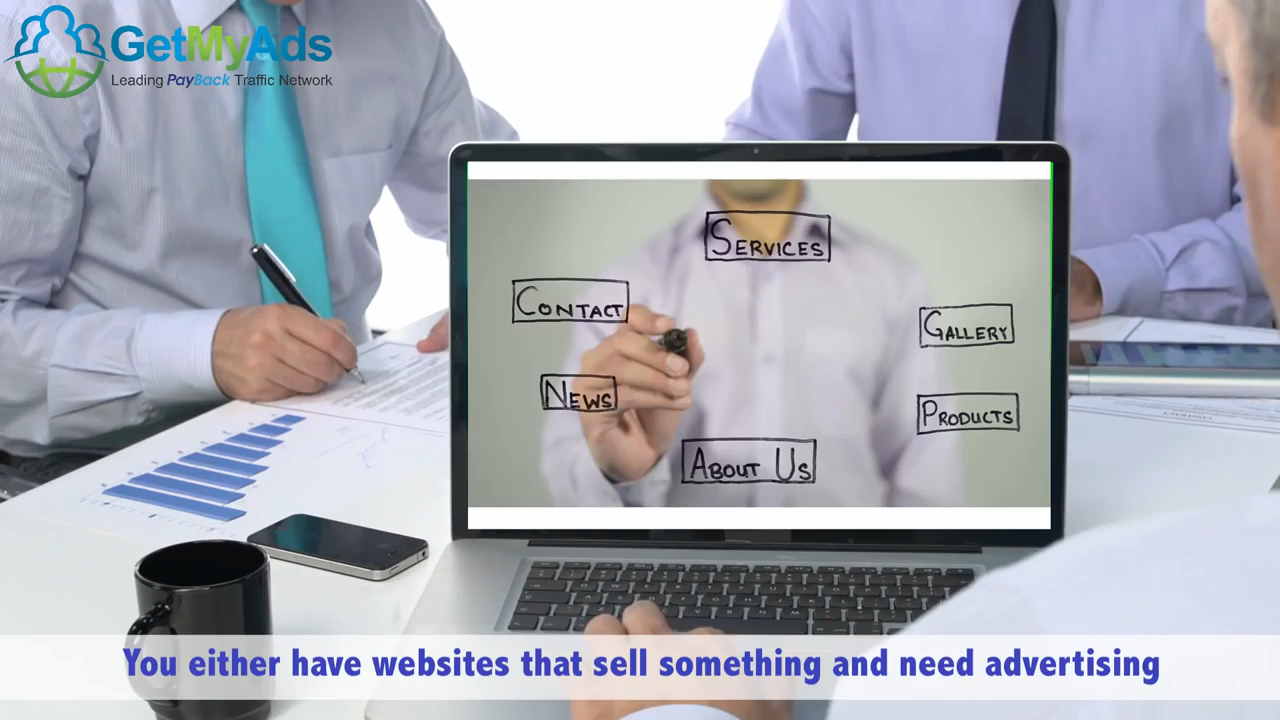 GetMyAds
Leading PayBack Traffic Network
SERVICES
CONTACT
GALLERY
NEWS
PRODUCTS
ABOUT US
You either have websites that sell something and need advertising